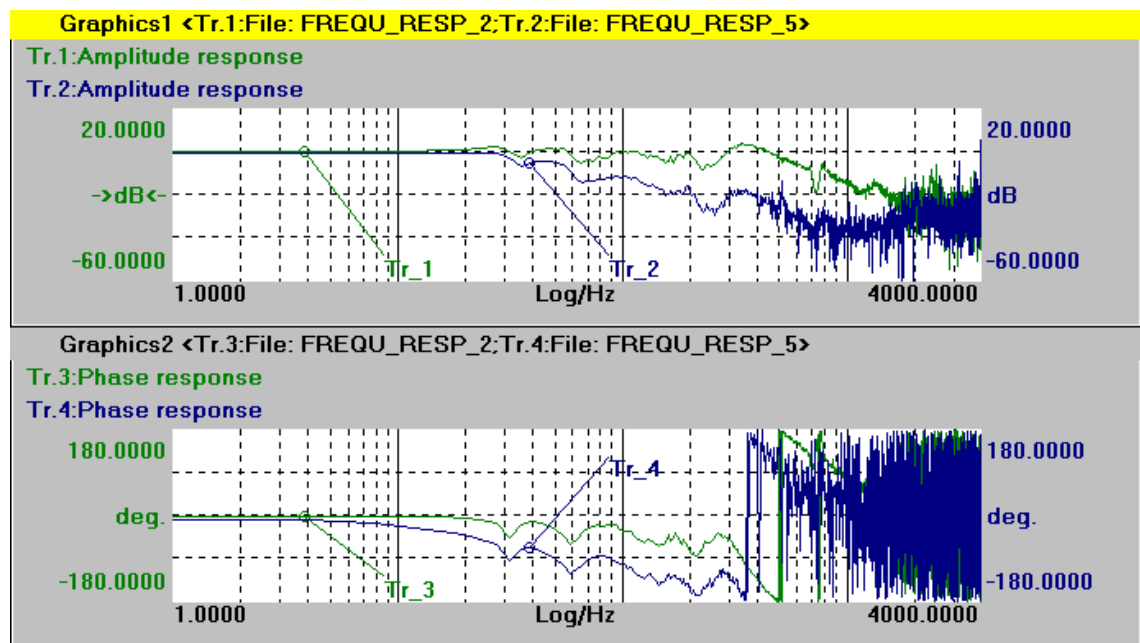 Graphics1 <Tr.1:File: FREQU_RESP_2;Tr.2:File: FREQU_RESP_5>
Tr.1:Amplitude response
Tr.2:Amplitude response
20.0000 20.0000
->dB<- dB
-60.0000 Tr_1 Tr_2 -60.0000
1.0000 Log/Hz 4000.0000
Graphics2 <Tr.3:File: FREQU_RESP_2;Tr.4:File: FREQU_RESP_5>
Tr.3:Phase response
Tr.4:Phase response
180.0000 Tr_4 180.0000
deg. deg.
-180.0000 Tr_3 -180.0000
1.0000 Log/Hz 4000.0000